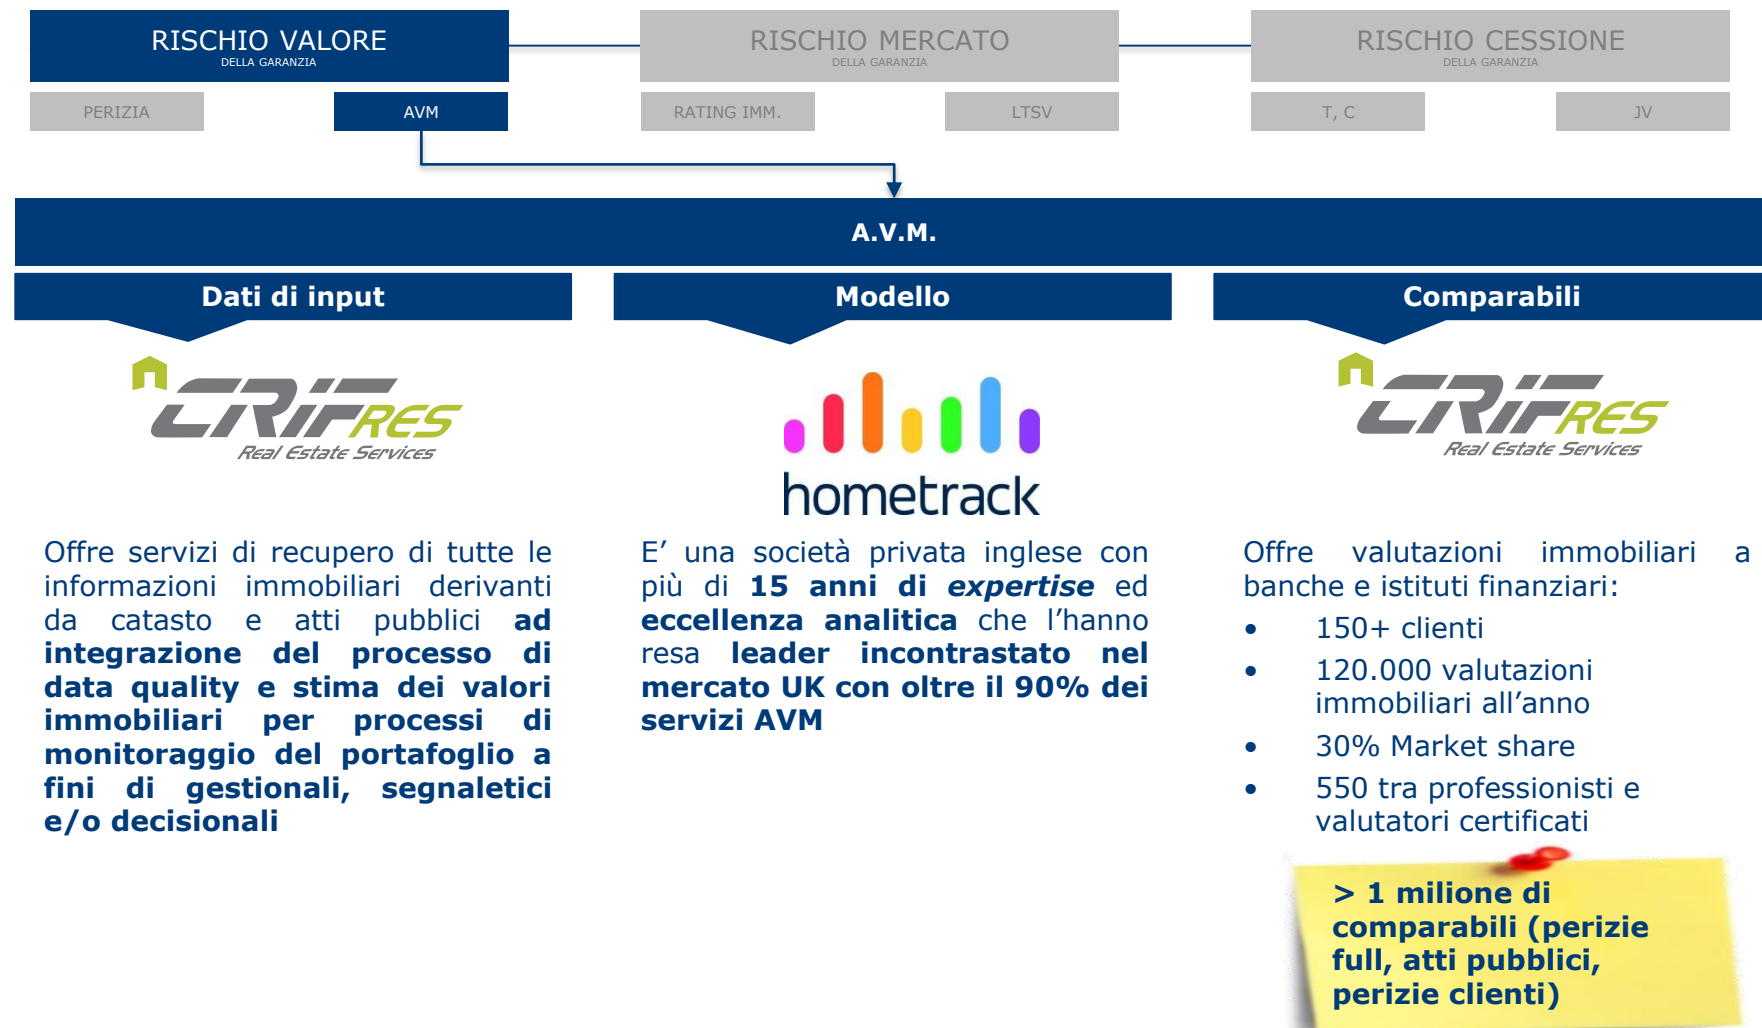 RISCHIO VALORE
DELLA GARANZIA
RISCHIO MERCATO
DELLA GARANZIA
RISCHIO CESSIONE
DELLA GARANZIA
PERIZIA
AVM
RATING IMM.
LTSV
T, C
JV
A.V.M.
Dati di input
Modello
Comparabili
CRIF RES
Real Estate Services
hometrack
CRIF RES
Real Estate Services
Offre servizi di recupero di tutte le
informazioni immobiliari derivanti
da catasto e atti pubblici ad
integrazione del processo di
data quality e stima dei valori
immobiliari per processi di
monitoraggio del portafoglio a
fini di gestionali, segnaletici
e/o decisionali
E’ una società privata inglese con
più di 15 anni di expertise ed
eccellenza analitica che l’hanno
resa leader incontrastato nel
mercato UK con oltre il 90% dei
servizi AVM
Offre valutazioni immobiliari a
banche e istituti finanziari:
• 150+ clienti
• 120.000 valutazioni
immobiliari all’anno
• 30% Market share
• 550 tra professionisti e
valutatori certificati
> 1 milione di
comparabili (perizie
full, atti pubblici,
perizie clienti)